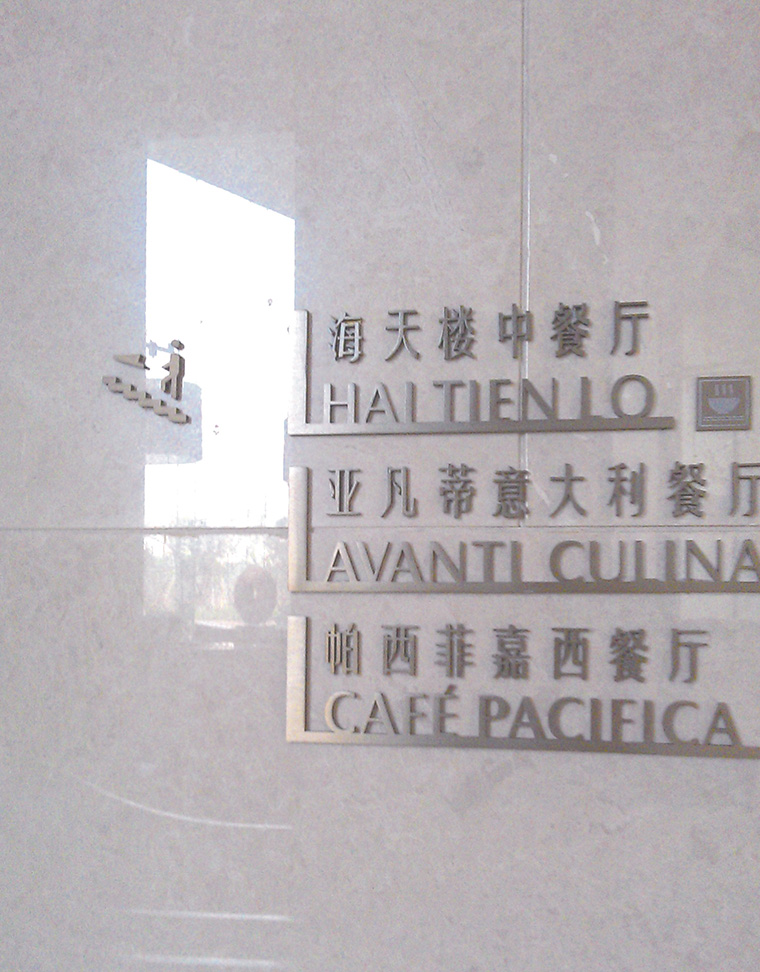 海天楼中餐厅
HAI TIEN LO
亚凡蒂意大利餐厅
AVANTI CULINA
帕西菲嘉西餐厅
CAFÉ PACIFICA